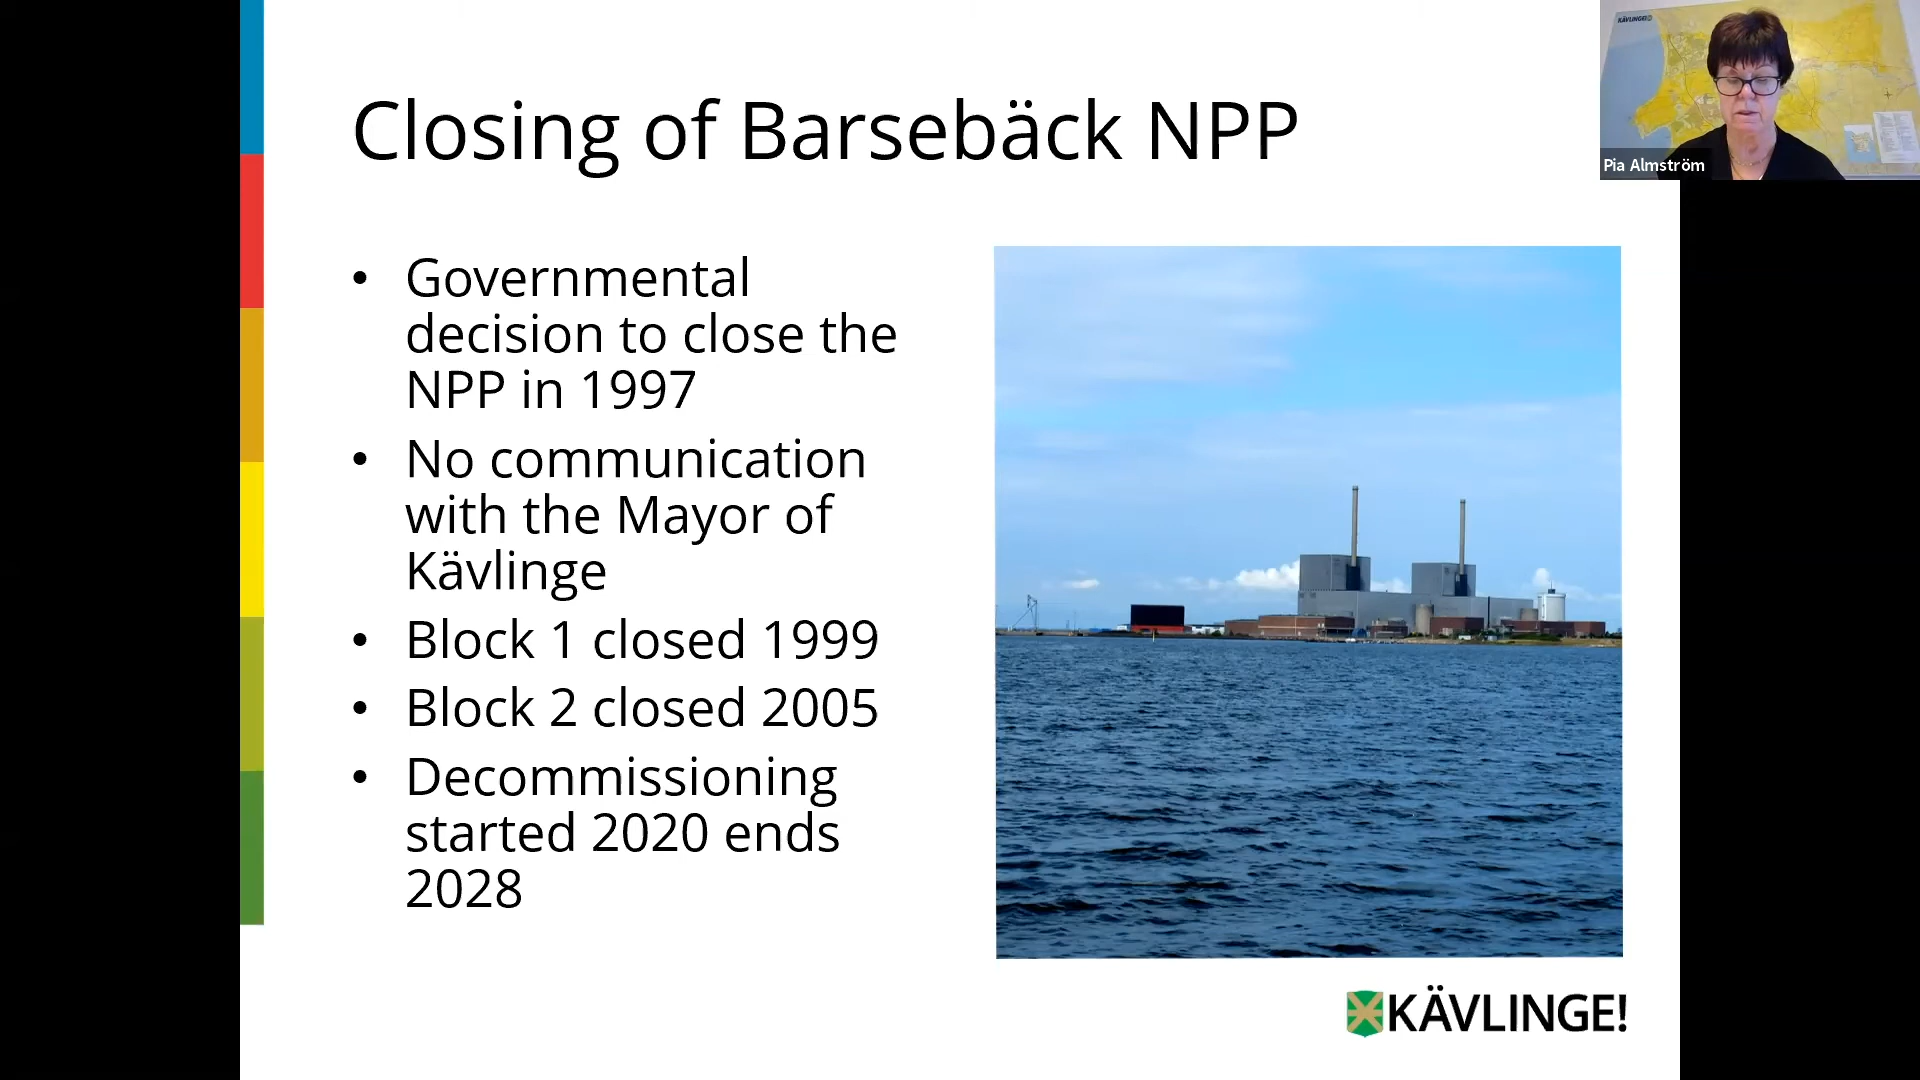 Closing of Barsebäck NPP
KÄVLINGE!
Pia Almström
• Governmental
decision to close the
NPP in 1997
• No communication
with the Mayor of
Kävlinge
• Block 1 closed 1999
• Block 2 closed 2005
• Decommissioning
started 2020 ends
2028
KÄVLINGE!